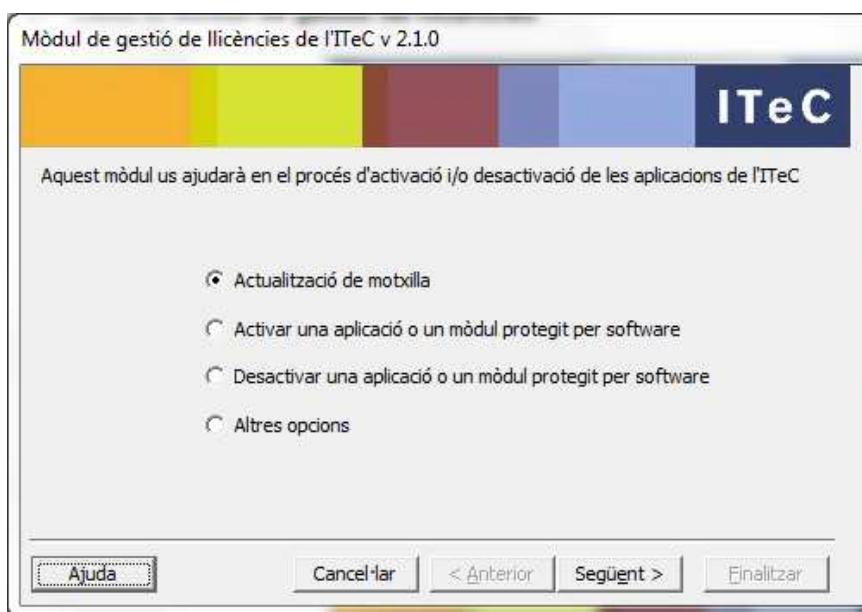 Mòdul de gestió de llicències de l'ITeC v 2.1.0
ITeC
Aquest mòdul us ajudarà en el procés d'activació i/o desactivació de les aplicacions de l'ITeC
Actualització de motxilla
Activar una aplicació o un mòdul protegit per software
Desactivar una aplicació o un mòdul protegit per software
Altres opcions
Ajuda
Cancel·lar
< Anterior
Següent >
Finalitzar